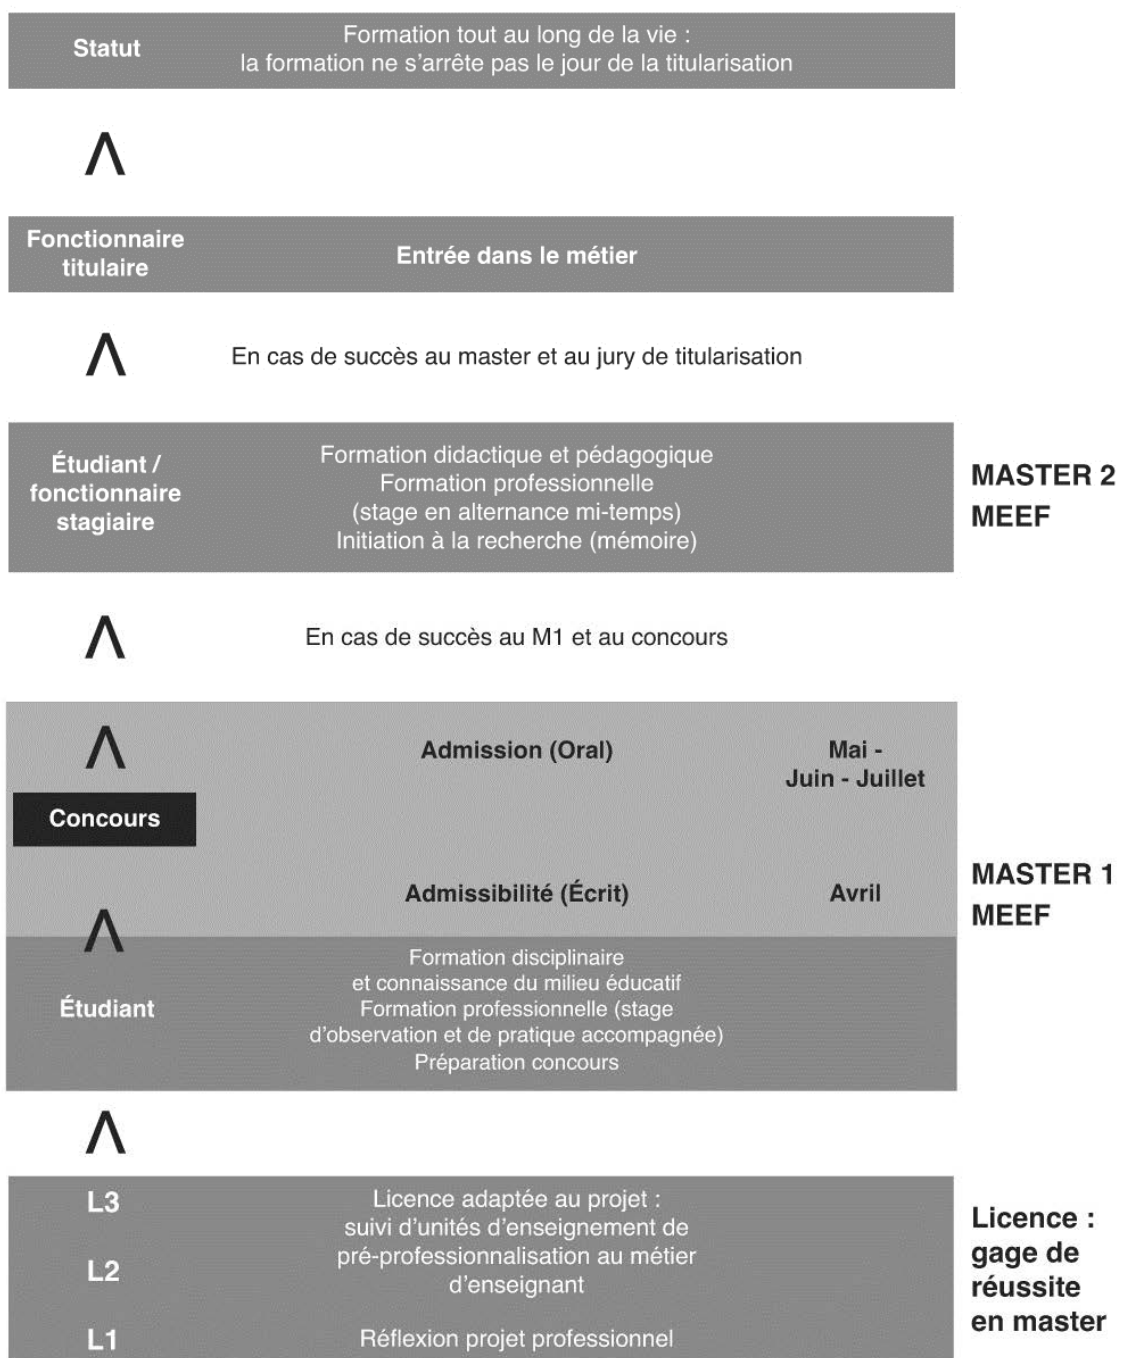 Statut
Formation tout au long de la vie :
la formation ne s'arrête pas le jour de la titularisation
Fonctionnaire
titulaire
Entrée dans le métier
En cas de succès au master et au jury de titularisation
Étudiant /
fonctionnaire
stagiaire
Formation didactique et pédagogique
Formation professionnelle
(stage en alternance mi-temps)
Initiation à la recherche (mémoire)
MASTER 2
MEEF
En cas de succès au M1 et au concours
Admission (Oral)
Mai -
Juin - Juillet
Concours
Admissibilité (Écrit)
Avril
MASTER 1
MEEF
Étudiant
Formation disciplinaire
et connaissance du milieu éducatif
Formation professionnelle (stage
d'observation et de pratique accompagnée)
Préparation concours
L3
Licence adaptée au projet :
suivi d'unités d'enseignement de
pré-professionnalisation au métier
d'enseignant
L2
L1
Réflexion projet professionnel
Licence :
gage de
réussite
en master